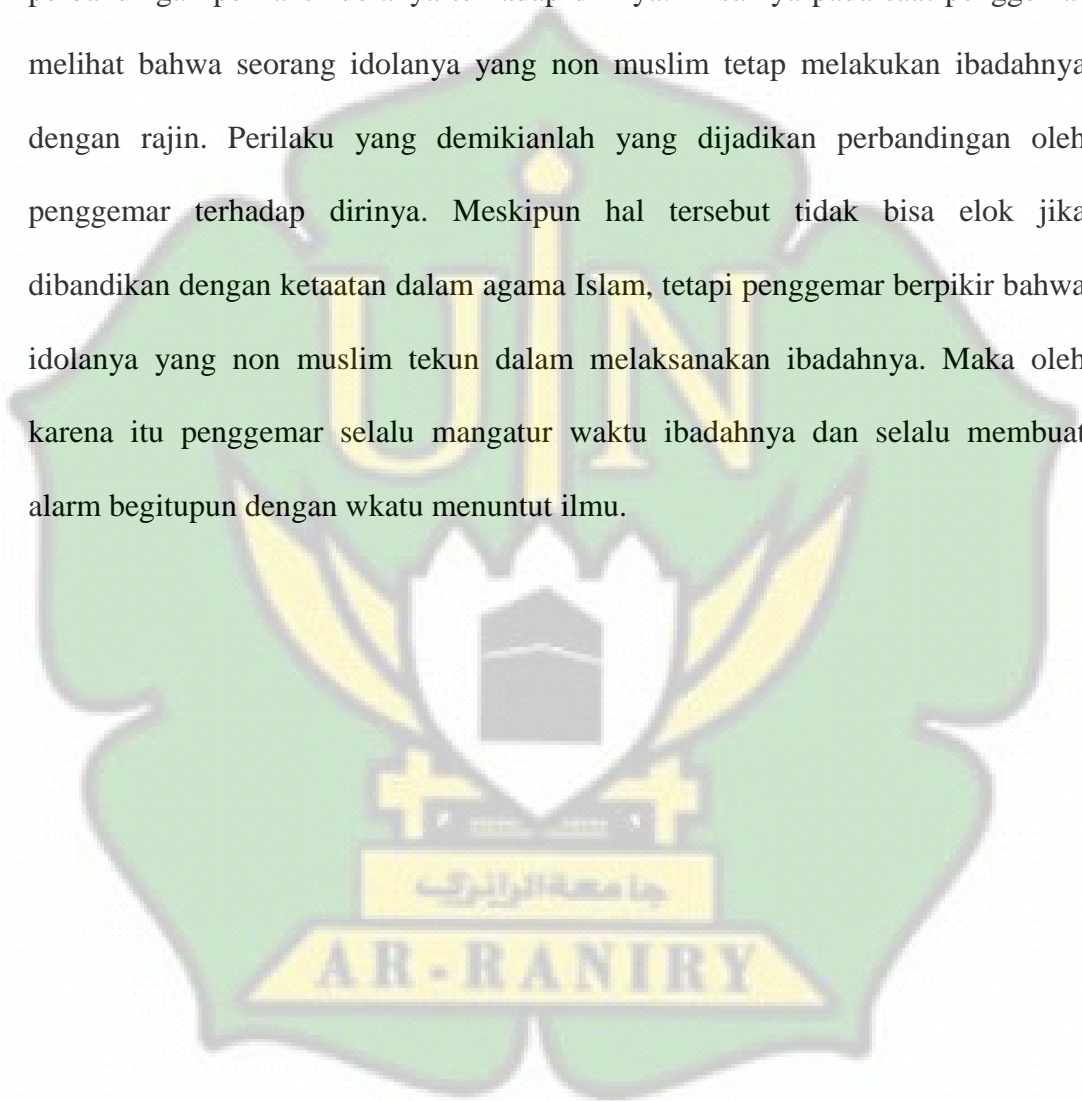 melihat bahwa seorang idolanya yang non muslim tetap melakukan ibadahnya
dengan rajin. Perilaku yang demikianlah yang dijadikan perbandingan oleh
penggemar terhadap dirinya. Meskipun hal tersebut tidak bisa elok jika
dibandikan dengan ketaatan dalam agama Islam, tetapi penggemar berpikir bahwa
idolanya yang non muslim tekun dalam melaksanakan ibadahnya. Maka oleh
karena itu penggemar selalu mangatur waktu ibadahnya dan selalu membuat
alarm begitupun dengan wkatu menuntut ilmu.
UIN
جامعة الرانري
AR-RANIRY